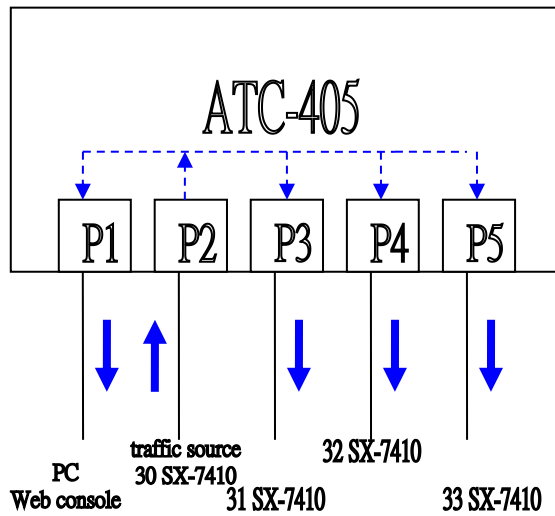 ATC-405
P1 P2 P3 P4 P5
traffic source
30 SX-7410
32 SX-7410
PC
Web console
31 SX-7410
33 SX-7410